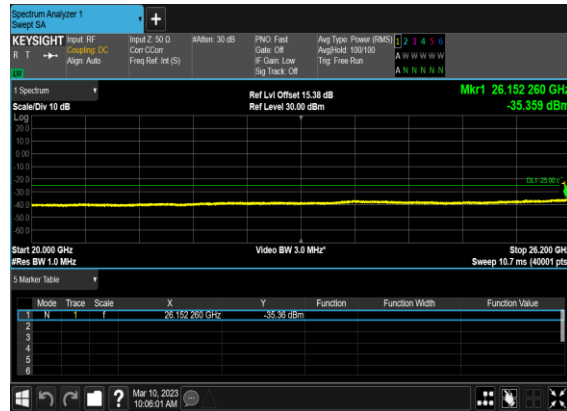 Spectrum Analyzer 1
Swept SA
+
KEYSIGHT Input: RF Input Z: 50 Ω #Atten: 30 dB PNO: Fast Avg Type: Power (RMS) 1 2 3 4 5 6
R T Coupling: DC Corr CCorr Gate: Off Avg|Hold: 100/100 A W W W W W
Align: Auto Freq Ref: Int (S) IF Gain: Low Trig: Free Run
Sig Track: Off A N N N N N
1 Spectrum Ref Lvl Offset 15.38 dB Mkr1 26.152 260 GHz
Scale/Div 10 dB Ref Level 30.00 dBm -35.359 dBm
Log
20.0
10.0
0.00
-10.0
-20.0
DL1 -25.00
-30.0
-40.0
-50.0
-60.0
Start 20.000 GHz Video BW 3.0 MHz* Stop 26.200 GHz
#Res BW 1.0 MHz Sweep 10.7 ms (40001 pts
5 Marker Table
Mode Trace Scale X Y Function Function Width Function Value
1 N 1 f 26.152 260 GHz -35.36 dBm
2
3
4
5
6
? Mar 10, 2023
10:06:01 AM